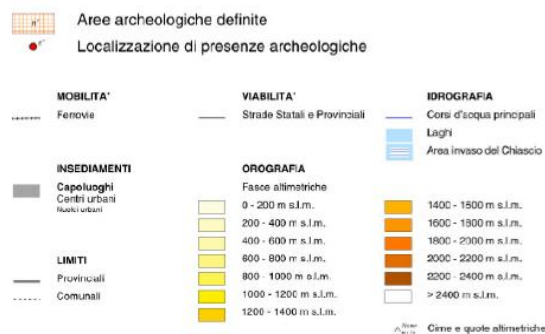 Aree archeologiche definite
Localizzazione di presenze archeologiche
MOBILITA'
Ferrovie
INSEDIAMENTI
Capoluoghi
Centri urbani
Nuclei urbani
LIMITI
Provinciali
Comunali
VIABILITA'
Strade Statali e Provinciali
OROGRAFIA
Fasce altimetriche
0 - 200 m s.l.m.
200 - 400 m s.l.m.
400 - 600 m s.l.m.
600 - 800 m s.l.m.
800 - 1000 m s.l.m.
1000 - 1200 m s.l.m.
1200 - 1400 m s.l.m.
IDROGRAFIA
Corsi d'acqua principali
Laghi
Area invaso del Chiascio
1400 - 1600 m s.l.m.
1600 - 1800 m s.l.m.
1800 - 2000 m s.l.m.
2000 - 2200 m s.l.m.
2200 - 2400 m s.l.m.
> 2400 m s.l.m.
Cime e quote altimetriche